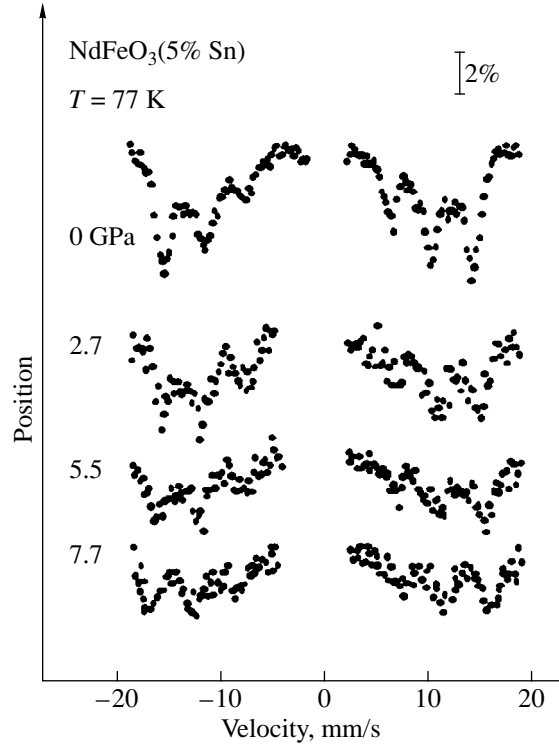 NdFeO₃(5% Sn)
2%
T = 77 K
0 GPa
2.7
5.5
7.7
Position
−20 −10 0 10 20
Velocity, mm/s